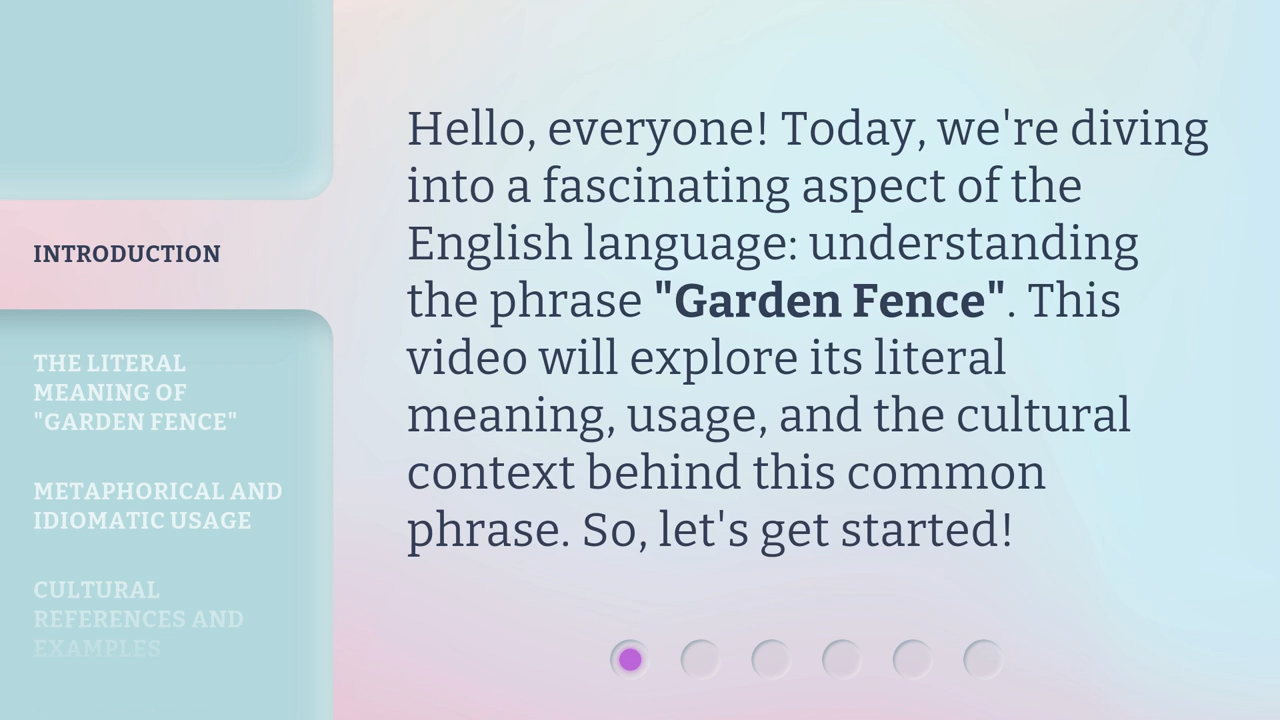 INTRODUCTION
THE LITERAL
MEANING OF
"GARDEN FENCE"
METAPHORICAL AND
IDIOMATIC USAGE
CULTURAL
REFERENCES AND
EXAMPLES
Hello, everyone! Today, we're diving
into a fascinating aspect of the
English language: understanding
the phrase "Garden Fence". This
video will explore its literal
meaning, usage, and the cultural
context behind this common
phrase. So, let's get started!